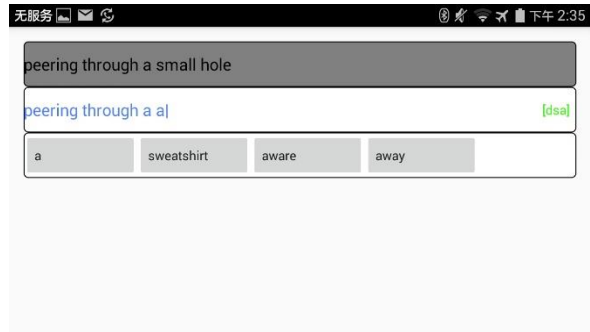 无服务 下午 2:35
peering through a small hole
peering through a a [dsa]
a sweatshirt aware away